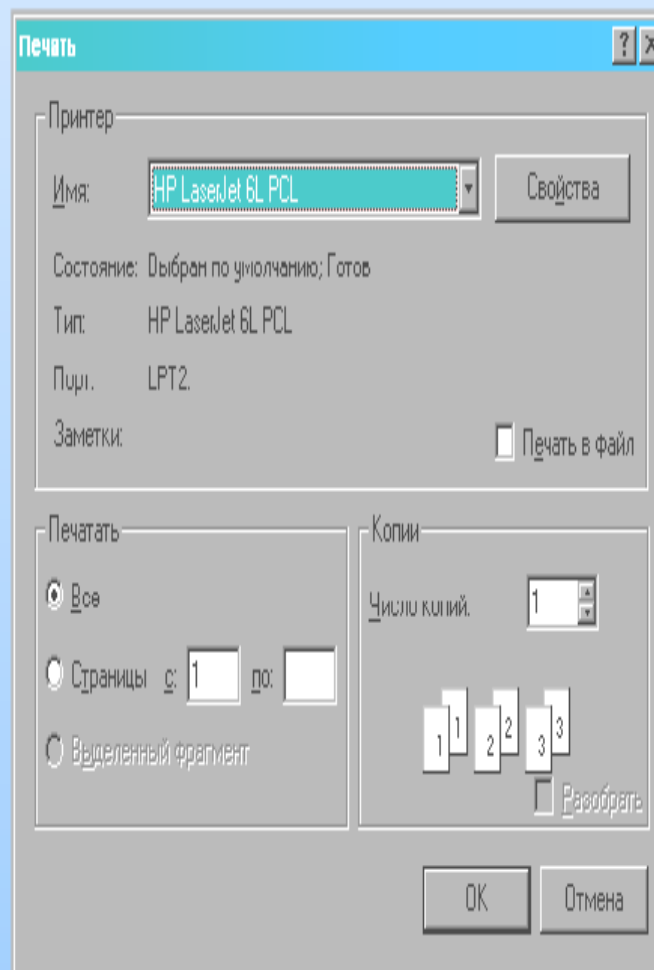 Печать
Принтер
Имя: HP LaserJet 6L PCL Свойства
Состояние: Выбран по умолчанию; Готов
Тип: HP LaserJet 6L PCL
Порт: LPT2:
Заметки:
Печать в файл
Печатать
Все
Страницы с: 1 по:
Выделенный фрагмент
Копии
Число копий: 1
1 1 2 2 3 3
Разобрать
OK Отмена